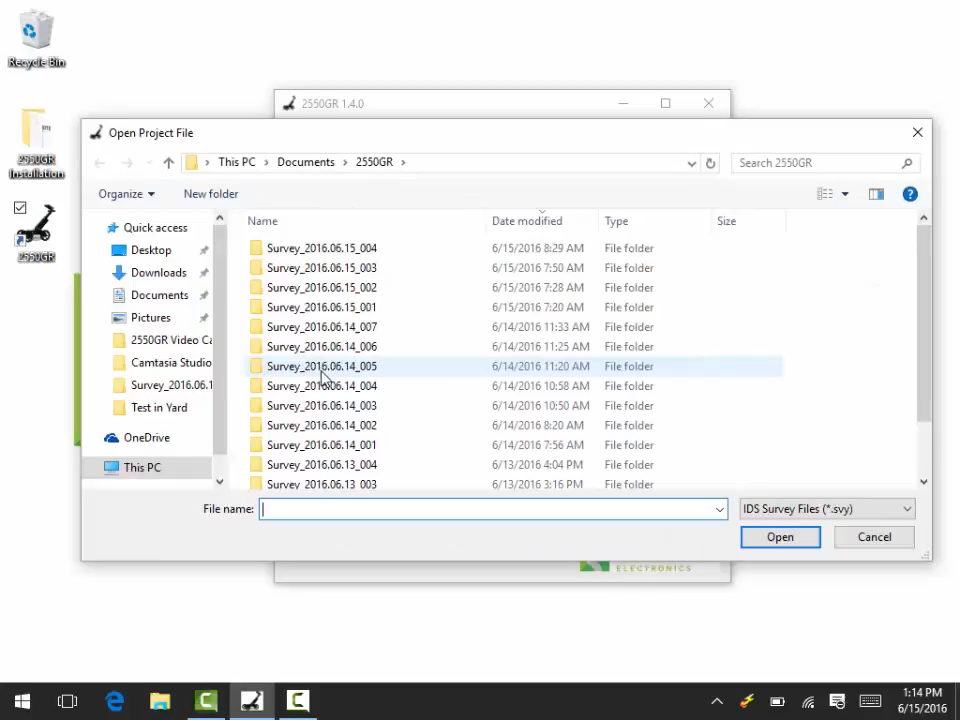 Recycle Bin
2550GR
Installation
2550GR
2550GR 1.4.0
Open Project File
This PC > Documents > 2550GR >
Search 2550GR
Organize
New folder
Quick access
Desktop
Downloads
Documents
Pictures
2550GR Video Ca
Camtasia Studio
Survey_2016.06.1
Test in Yard
OneDrive
This PC
Name Date modified Type Size
Survey_2016.06.15_004 6/15/2016 8:29 AM File folder
Survey_2016.06.15_003 6/15/2016 7:50 AM File folder
Survey_2016.06.15_002 6/15/2016 7:28 AM File folder
Survey_2016.06.15_001 6/15/2016 7:20 AM File folder
Survey_2016.06.14_007 6/14/2016 11:33 AM File folder
Survey_2016.06.14_006 6/14/2016 11:25 AM File folder
Survey_2016.06.14_005 6/14/2016 11:20 AM File folder
Survey_2016.06.14_004 6/14/2016 10:58 AM File folder
Survey_2016.06.14_003 6/14/2016 10:50 AM File folder
Survey_2016.06.14_002 6/14/2016 8:20 AM File folder
Survey_2016.06.14_001 6/14/2016 7:56 AM File folder
Survey_2016.06.13_004 6/13/2016 4:04 PM File folder
Survey_2016.06.13_003 6/13/2016 3:16 PM File folder
File name:
IDS Survey Files (*.svy)
Open
Cancel
ELECTRONICS
1:14 PM
6/15/2016